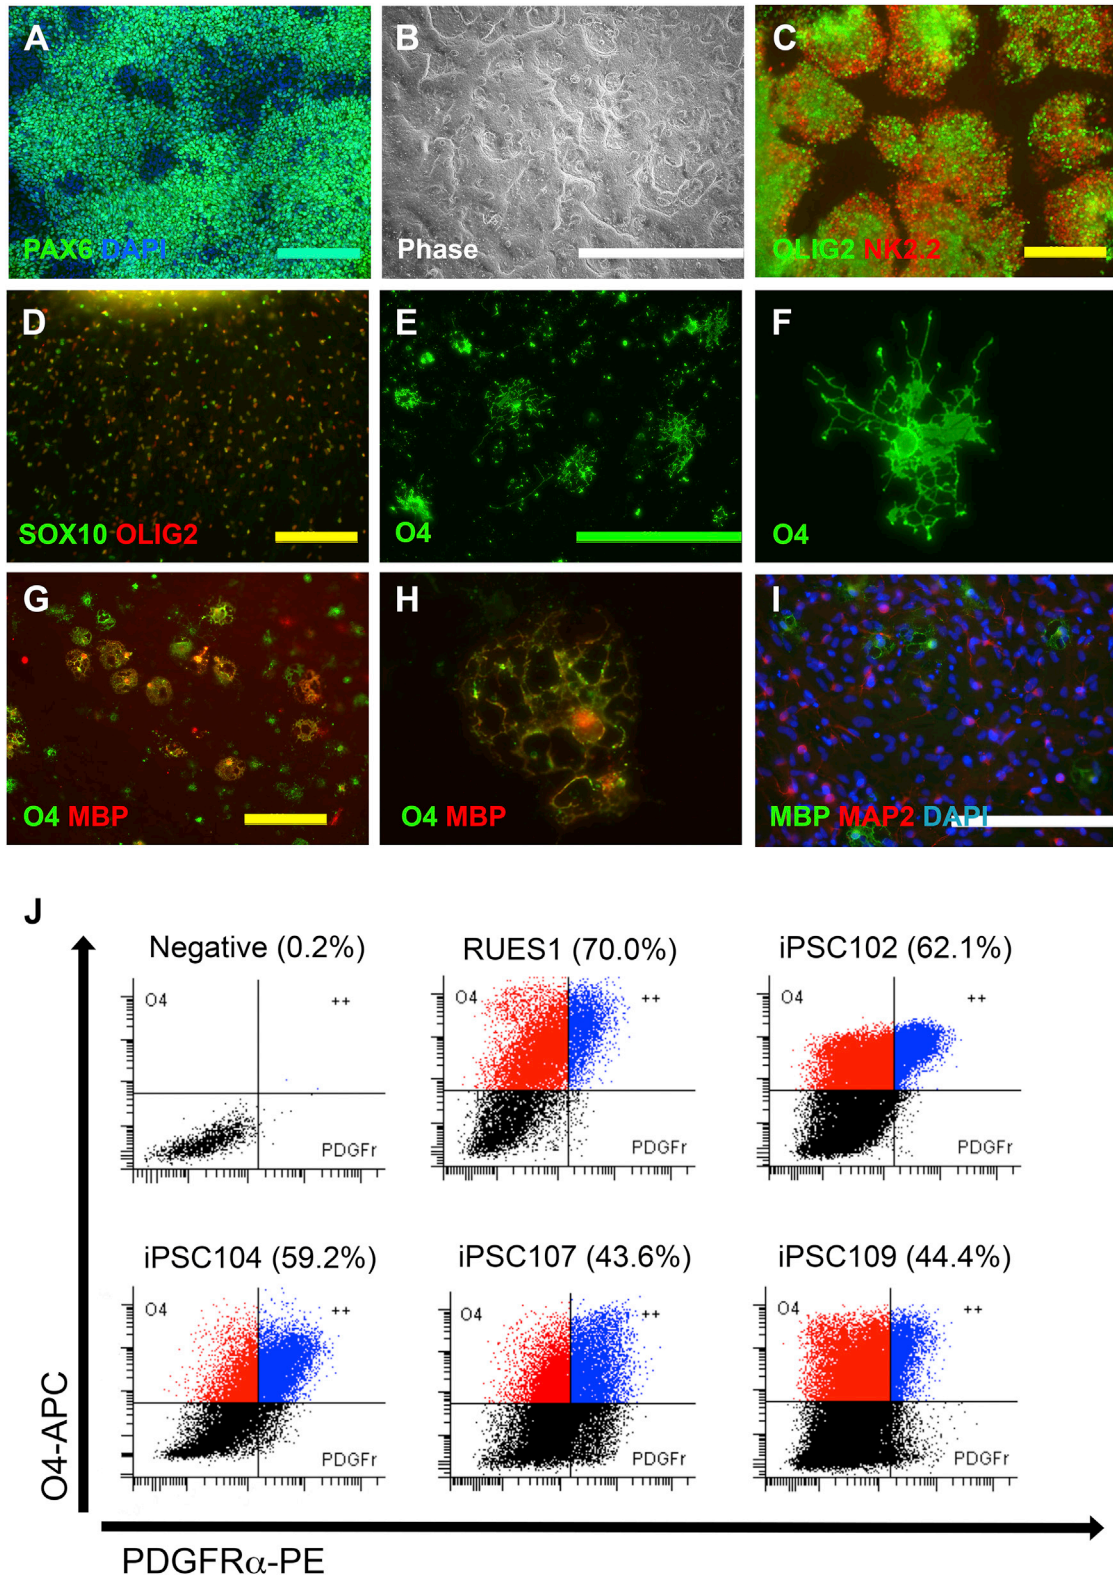 A
PAX6 DAPI
B
Phase
C
OLIG2 NK2.2
D
SOX10 OLIG2
E
O4
F
O4
G
O4 MBP
H
O4 MBP
I
MBP MAP2 DAPI
J
Negative (0.2%)
O4
++
PDGFr
RUES1 (70.0%)
O4
++
PDGFr
iPSC102 (62.1%)
O4
++
PDGFr
iPSC104 (59.2%)
O4
++
PDGFr
iPSC107 (43.6%)
O4
++
PDGFr
iPSC109 (44.4%)
O4
++
PDGFr
O4-APC
PDGFRα-PE